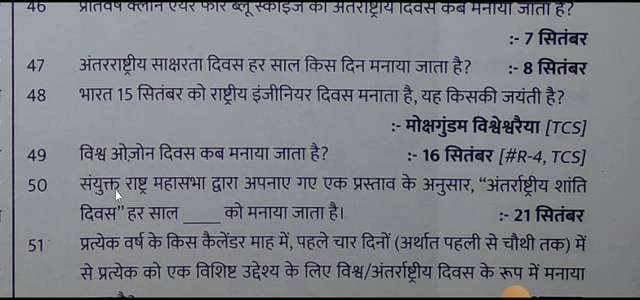 46 प्रतिवर्ष क्लीन एयर फॉर ब्लू स्काइज का अंतर्राष्ट्रीय दिवस कब मनाया जाता है?
:- 7 सितंबर
47 अंतरराष्ट्रीय साक्षरता दिवस हर साल किस दिन मनाया जाता है? :- 8 सितंबर
48 भारत 15 सितंबर को राष्ट्रीय इंजीनियर दिवस मनाता है, यह किसकी जयंती है?
:- मोक्षगुंडम विश्वेश्वरैया [TCS]
49 विश्व ओज़ोन दिवस कब मनाया जाता है? :- 16 सितंबर [#R-4, TCS]
50 संयुक्त राष्ट्र महासभा द्वारा अपनाए गए एक प्रस्ताव के अनुसार, “अंतर्राष्ट्रीय शांति
दिवस” हर साल ____ को मनाया जाता है। :- 21 सितंबर
51 प्रत्येक वर्ष के किस कैलेंडर माह में, पहले चार दिनों (अर्थात पहली से चौथी तक) में
से प्रत्येक को एक विशिष्ट उद्देश्य के लिए विश्व/अंतर्राष्ट्रीय दिवस के रूप में मनाया